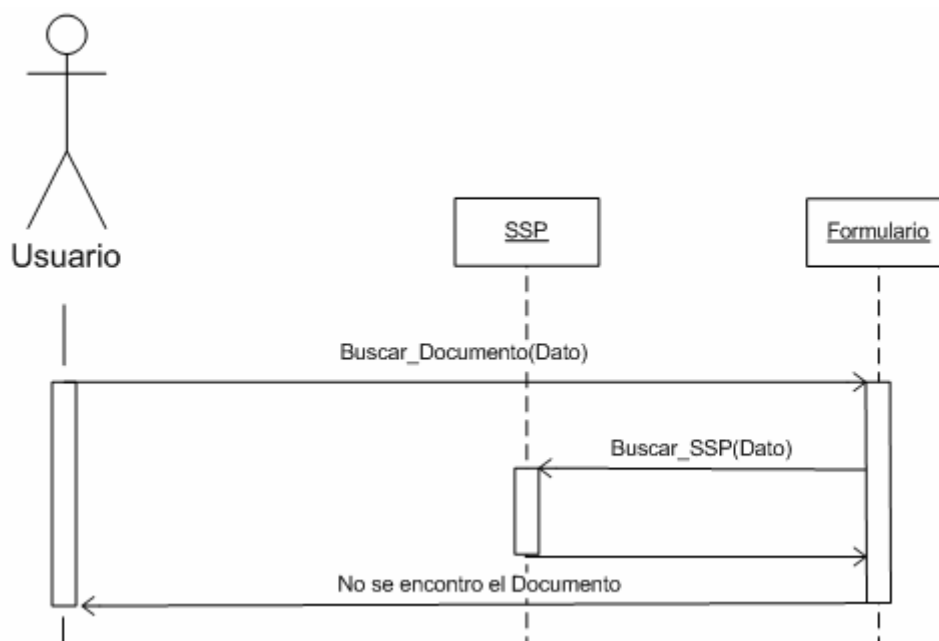 Usuario
SSP
Formulario
Buscar_Documento(Dato)
Buscar_SSP(Dato)
No se encontro el Documento